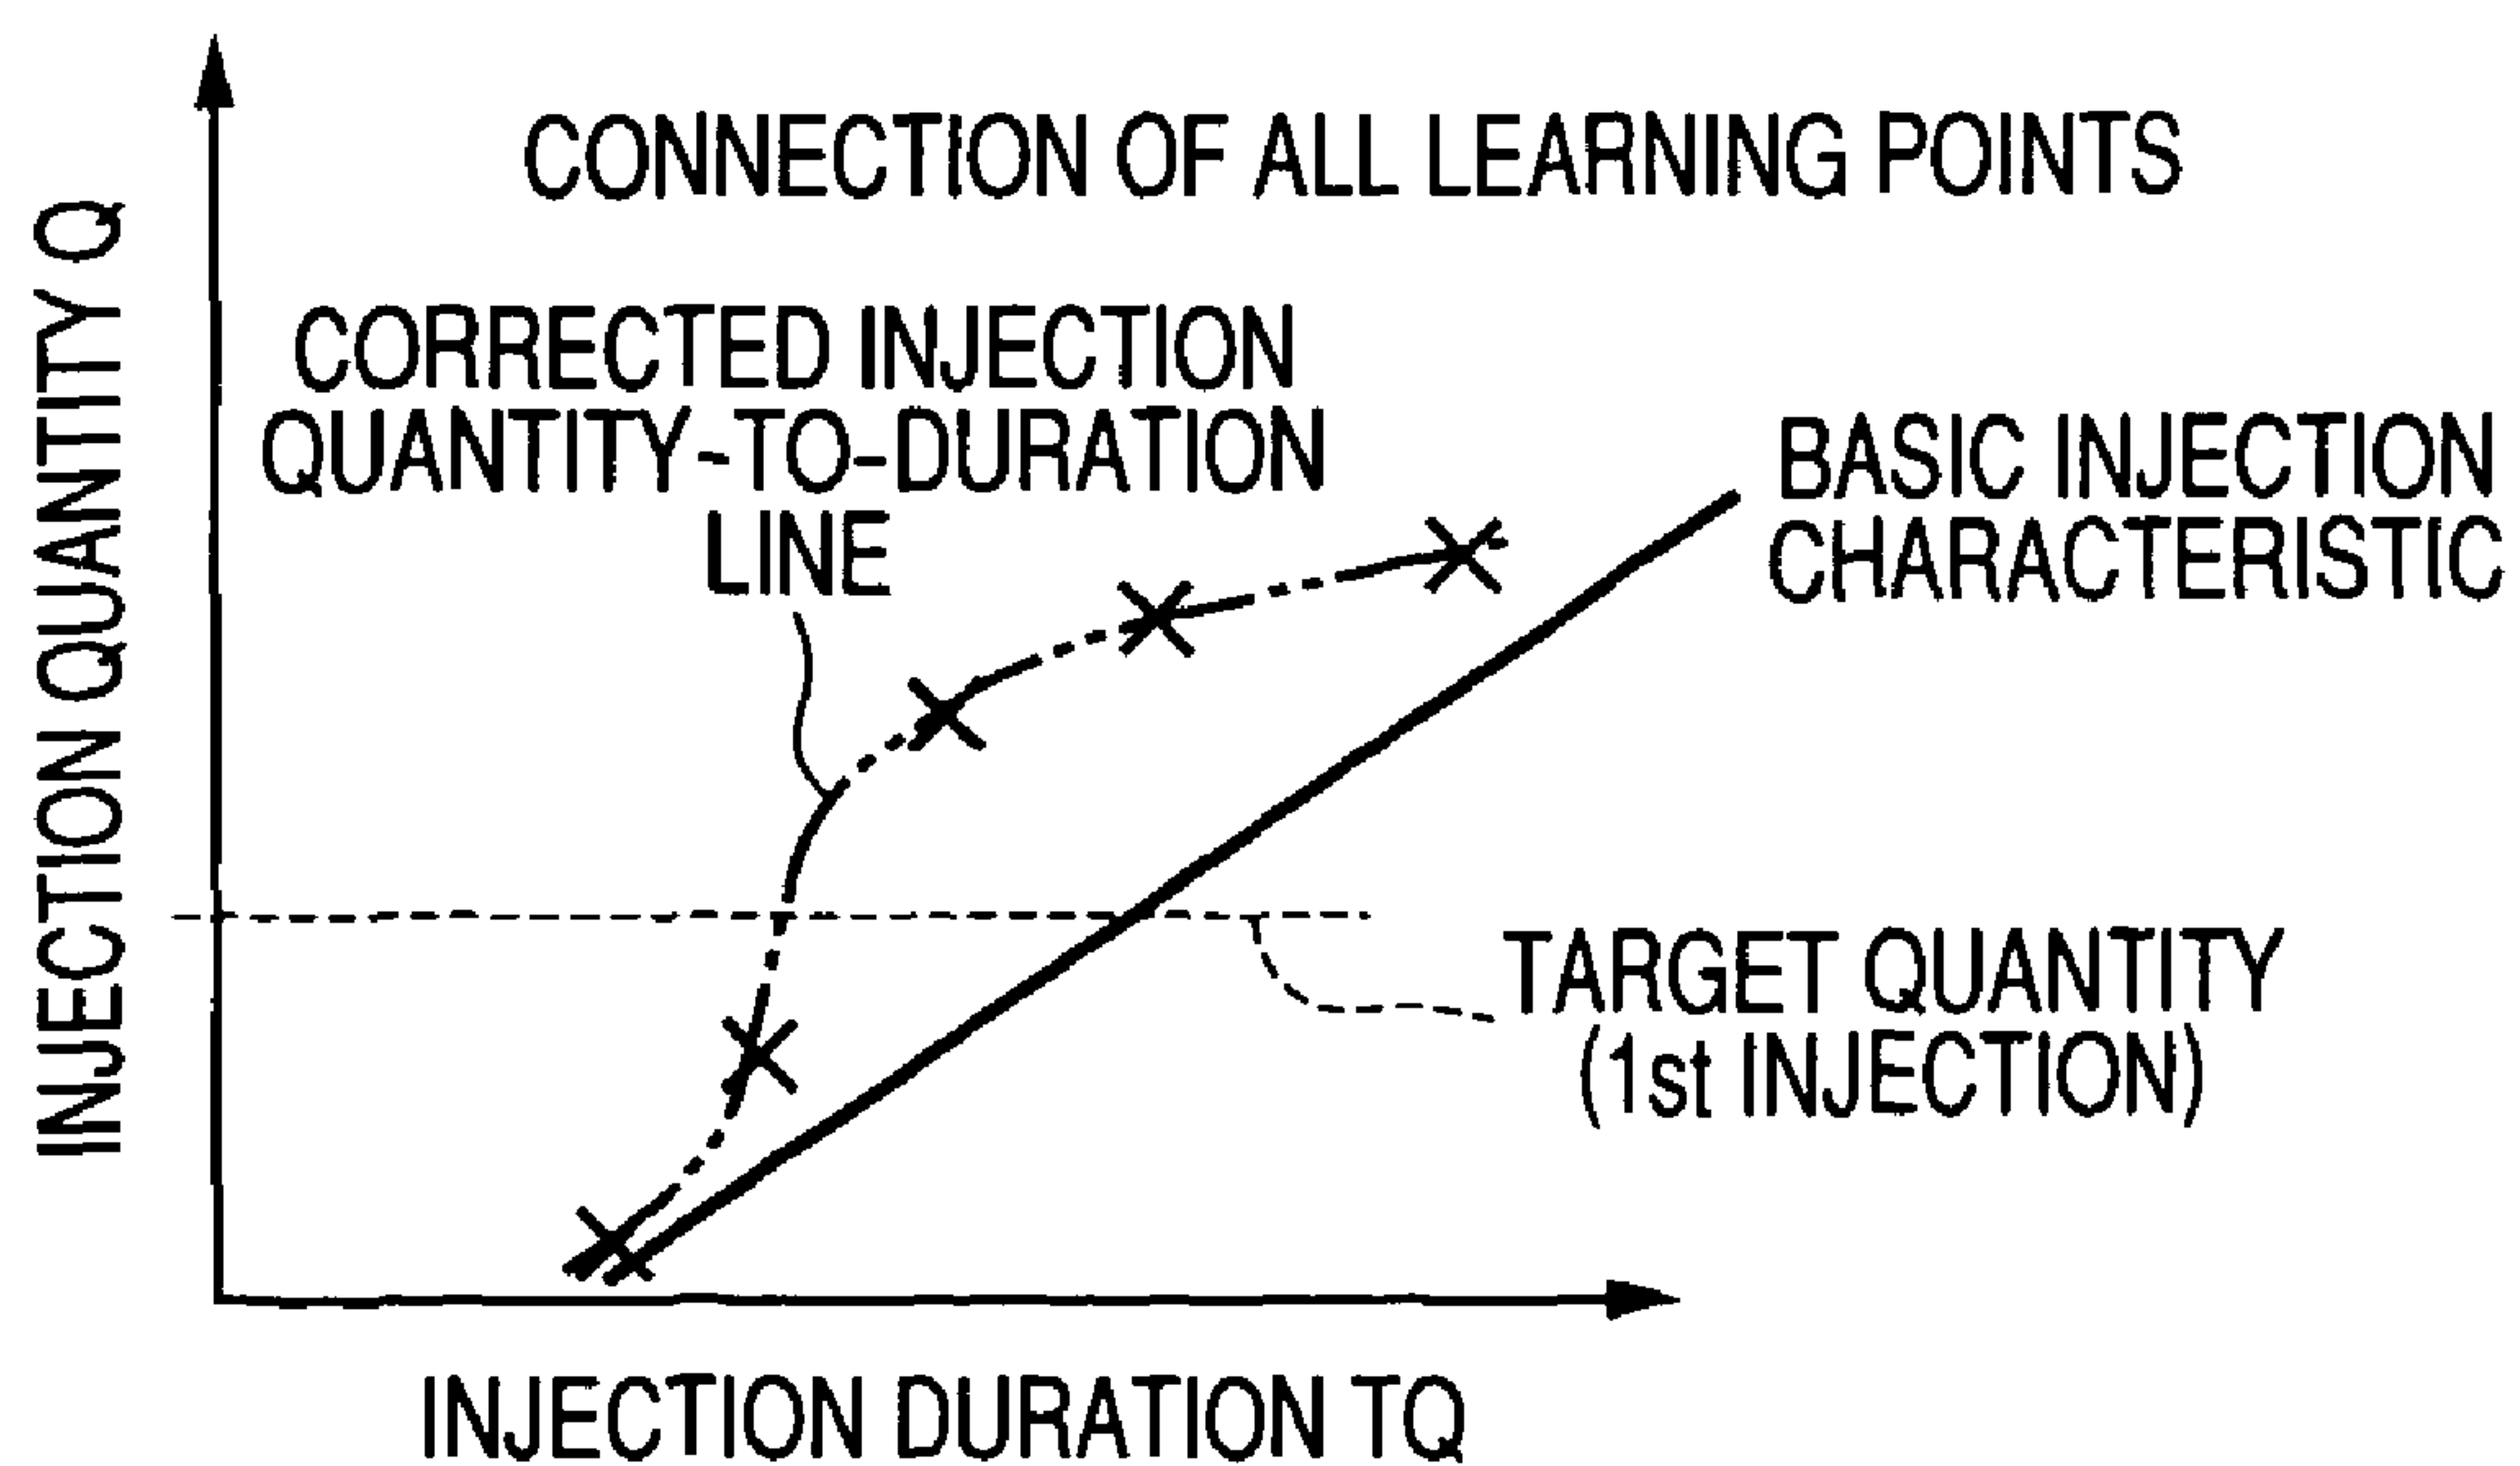 CONNECTION OF ALL LEARNING POINTS
INJECTION QUANTITY Q
CORRECTED INJECTION
QUANTITY-TO-DURATION
LINE
BASIC INJECTION
CHARACTERISTIC
TARGET QUANTITY
(1st INJECTION)
INJECTION DURATION TQ